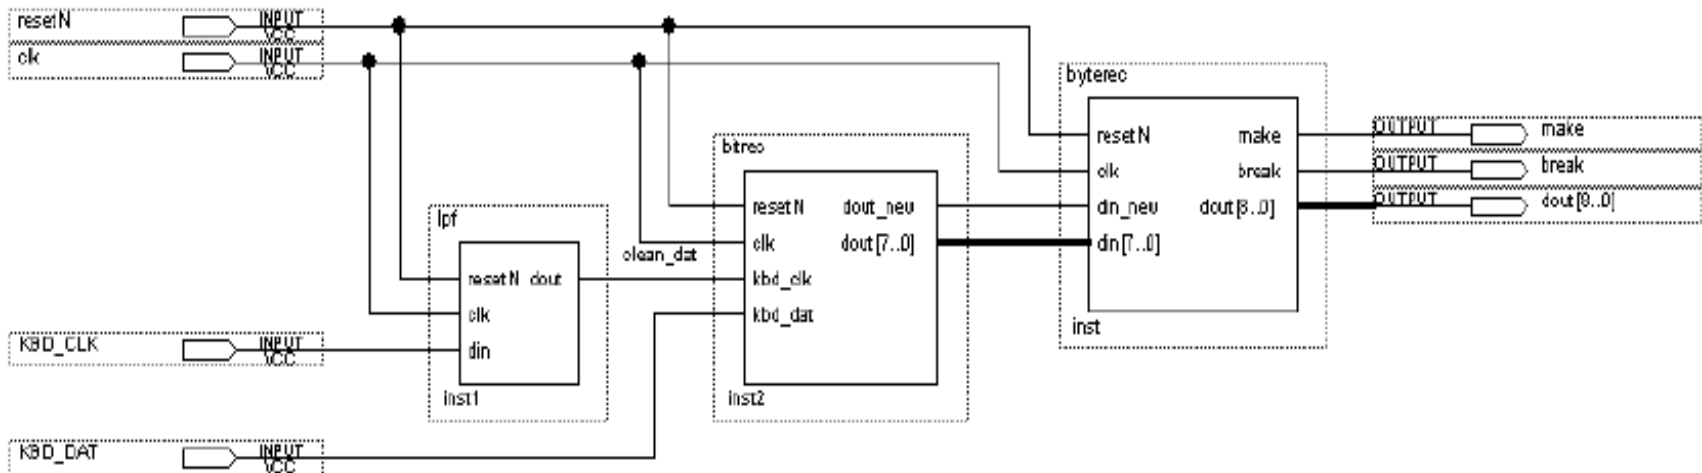 resetN
INPUT
VCC
clk
INPUT
VCC
byterec
resetN
make
clk
break
din_new
dout[8..0]
din[7..0]
inst
OUTPUT
make
OUTPUT
break
OUTPUT
dout[8..0]
bitrec
resetN
dout_new
clk
dout[7..0]
kbd_clk
kbd_dat
inst2
clean_dat
lpf
resetN
dout
clk
din
inst1
KBD_CLK
INPUT
VCC
KBD_DAT
INPUT
VCC